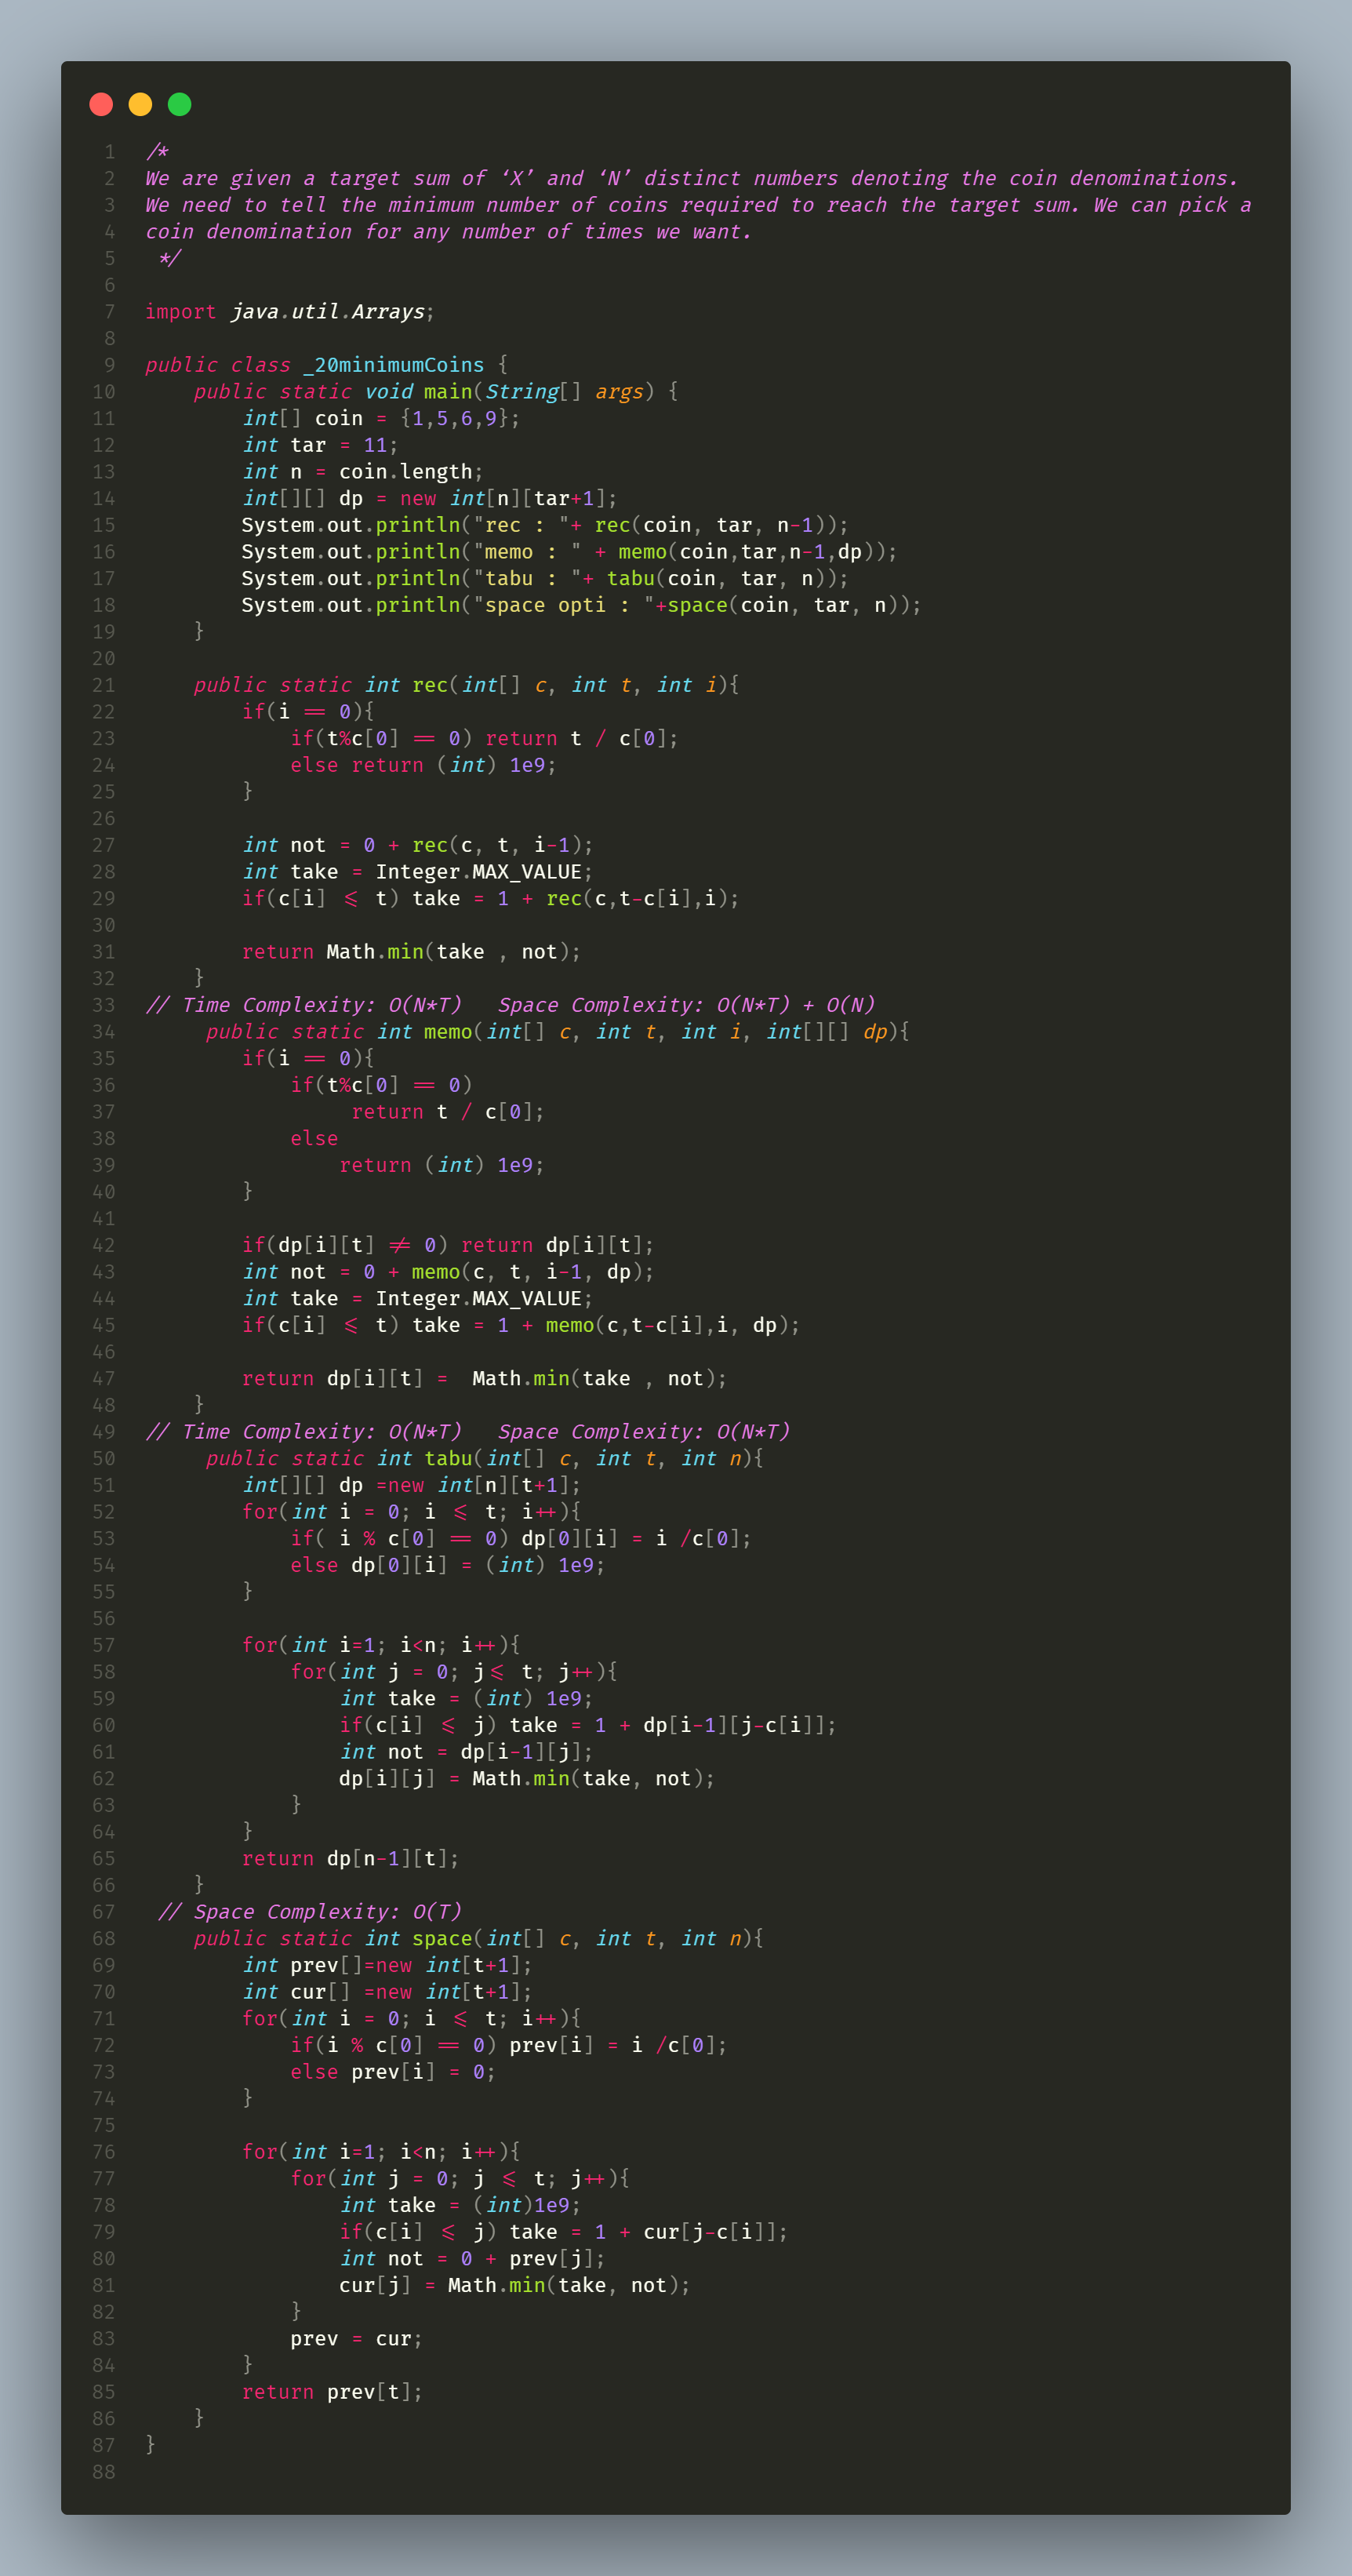 1 /*
2 We are given a target sum of ‘X’ and ‘N’ distinct numbers denoting the coin denominations.
3 We need to tell the minimum number of coins required to reach the target sum. We can pick a
4 coin denomination for any number of times we want.
5  */
6
7 import java.util.Arrays;
8
9 public class _20minimumCoins {
10     public static void main(String[] args) {
11         int[] coin = {1,5,6,9};
12         int tar = 11;
13         int n = coin.length;
14         int[][] dp = new int[n][tar+1];
15         System.out.println("rec : "+ rec(coin, tar, n-1));
16         System.out.println("memo : " + memo(coin,tar,n-1,dp));
17         System.out.println("tabu : "+ tabu(coin, tar, n));
18         System.out.println("space opti : "+space(coin, tar, n));
19     }
20
21     public static int rec(int[] c, int t, int i){
22         if(i == 0){
23             if(t%c[0] == 0) return t / c[0];
24             else return (int) 1e9;
25         }
26
27         int not = 0 + rec(c, t, i-1);
28         int take = Integer.MAX_VALUE;
29         if(c[i] <= t) take = 1 + rec(c,t-c[i],i);
30
31         return Math.min(take , not);
32     }
33 // Time Complexity: O(N*T)   Space Complexity: O(N*T) + O(N)
34      public static int memo(int[] c, int t, int i, int[][] dp){
35         if(i == 0){
36             if(t%c[0] == 0)
37                  return t / c[0];
38             else
39                 return (int) 1e9;
40         }
41
42         if(dp[i][t] != 0) return dp[i][t];
43         int not = 0 + memo(c, t, i-1, dp);
44         int take = Integer.MAX_VALUE;
45         if(c[i] <= t) take = 1 + memo(c,t-c[i],i, dp);
46
47         return dp[i][t] =  Math.min(take , not);
48     }
49 // Time Complexity: O(N*T)   Space Complexity: O(N*T)
50      public static int tabu(int[] c, int t, int n){
51         int[][] dp =new int[n][t+1];
52         for(int i = 0; i <= t; i++){
53             if( i % c[0] == 0) dp[0][i] = i /c[0];
54             else dp[0][i] = (int) 1e9;
55         }
56
57         for(int i=1; i<n; i++){
58             for(int j = 0; j<= t; j++){
59                 int take = (int) 1e9;
60                 if(c[i] <= j) take = 1 + dp[i-1][j-c[i]];
61                 int not = dp[i-1][j];
62                 dp[i][j] = Math.min(take, not);
63             }
64         }
65         return dp[n-1][t];
66     }
67  // Space Complexity: O(T)
68     public static int space(int[] c, int t, int n){
69         int prev[]=new int[t+1];
70         int cur[] =new int[t+1];
71         for(int i = 0; i <= t; i++){
72             if(i % c[0] == 0) prev[i] = i /c[0];
73             else prev[i] = 0;
74         }
75
76         for(int i=1; i<n; i++){
77             for(int j = 0; j <= t; j++){
78                 int take = (int)1e9;
79                 if(c[i] <= j) take = 1 + cur[j-c[i]];
80                 int not = 0 + prev[j];
81                 cur[j] = Math.min(take, not);
82             }
83             prev = cur;
84         }
85         return prev[t];
86     }
87 }
88